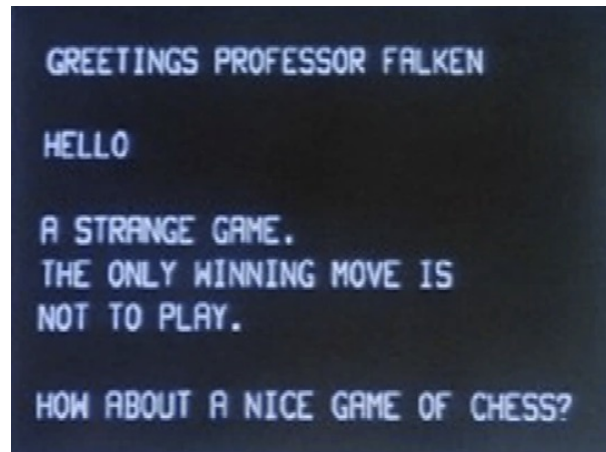 GREETINGS PROFESSOR FALKEN
HELLO
A STRANGE GAME.
THE ONLY WINNING MOVE IS
NOT TO PLAY.
HOW ABOUT A NICE GAME OF CHESS?